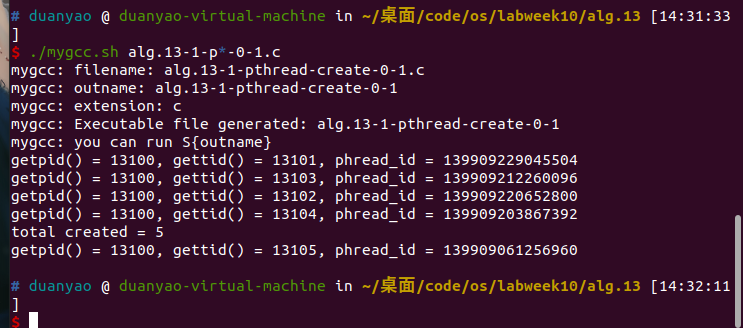 # duanyao @ duanyao-virtual-machine in ~/桌面/code/os/labweek10/alg.13 [14:31:33
]
$ ./mygcc.sh alg.13-1-p*-0-1.c
mygcc: filename: alg.13-1-pthread-create-0-1.c
mygcc: outname: alg.13-1-pthread-create-0-1
mygcc: extension: c
mygcc: Executable file generated: alg.13-1-pthread-create-0-1
mygcc: you can run S{outname}
getpid() = 13100, gettid() = 13101, phread_id = 139909229045504
getpid() = 13100, gettid() = 13103, phread_id = 139909212260096
getpid() = 13100, gettid() = 13102, phread_id = 139909220652800
getpid() = 13100, gettid() = 13104, phread_id = 139909203867392
total created = 5
getpid() = 13100, gettid() = 13105, phread_id = 139909061256960
# duanyao @ duanyao-virtual-machine in ~/桌面/code/os/labweek10/alg.13 [14:32:11
]
$